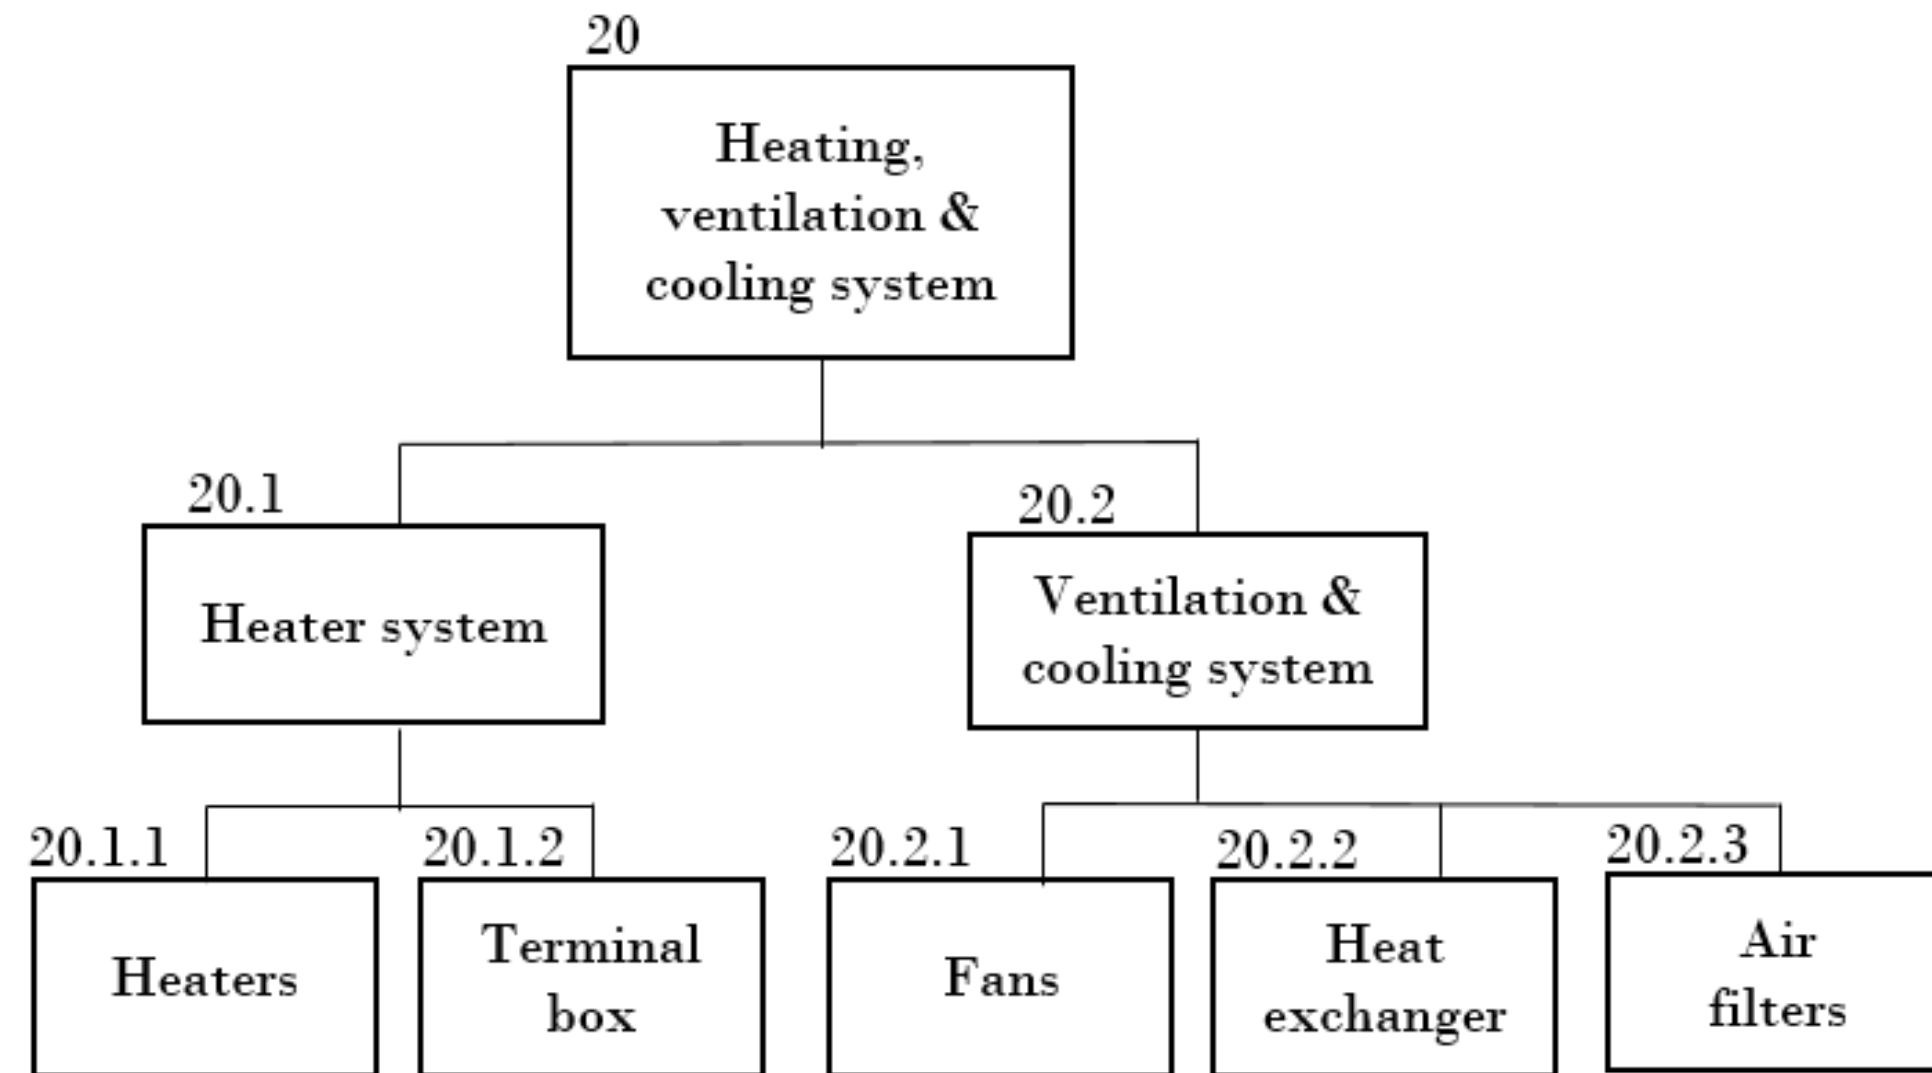 20
Heating,
ventilation &
cooling system
20.1
Heater system
20.2
Ventilation &
cooling system
20.1.1
Heaters
20.1.2
Terminal
box
20.2.1
Fans
20.2.2
Heat
exchanger
20.2.3
Air
filters